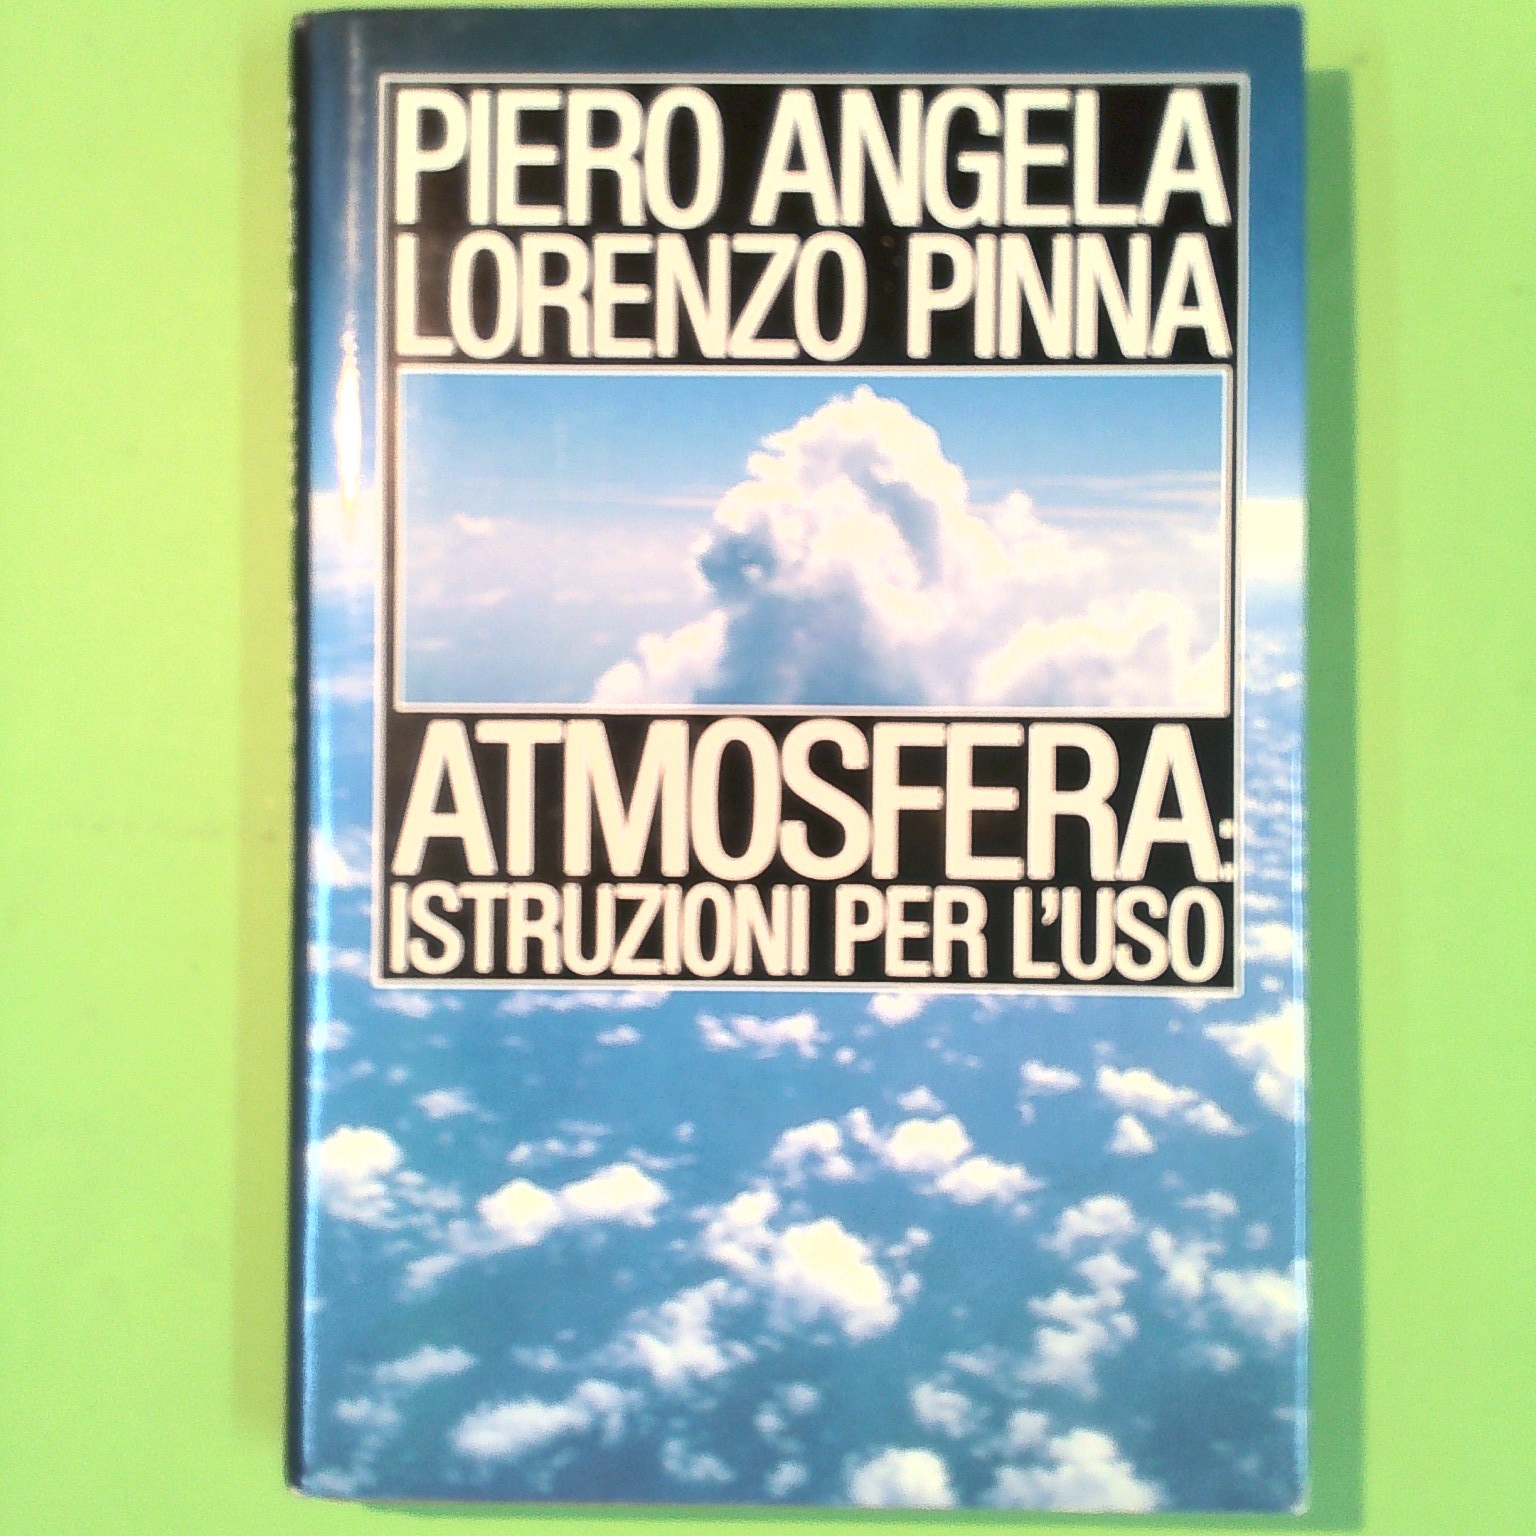 PIERO ANGELA
LORENZO PINNA
ATMOSFERA:
ISTRUZIONI PER L'USO